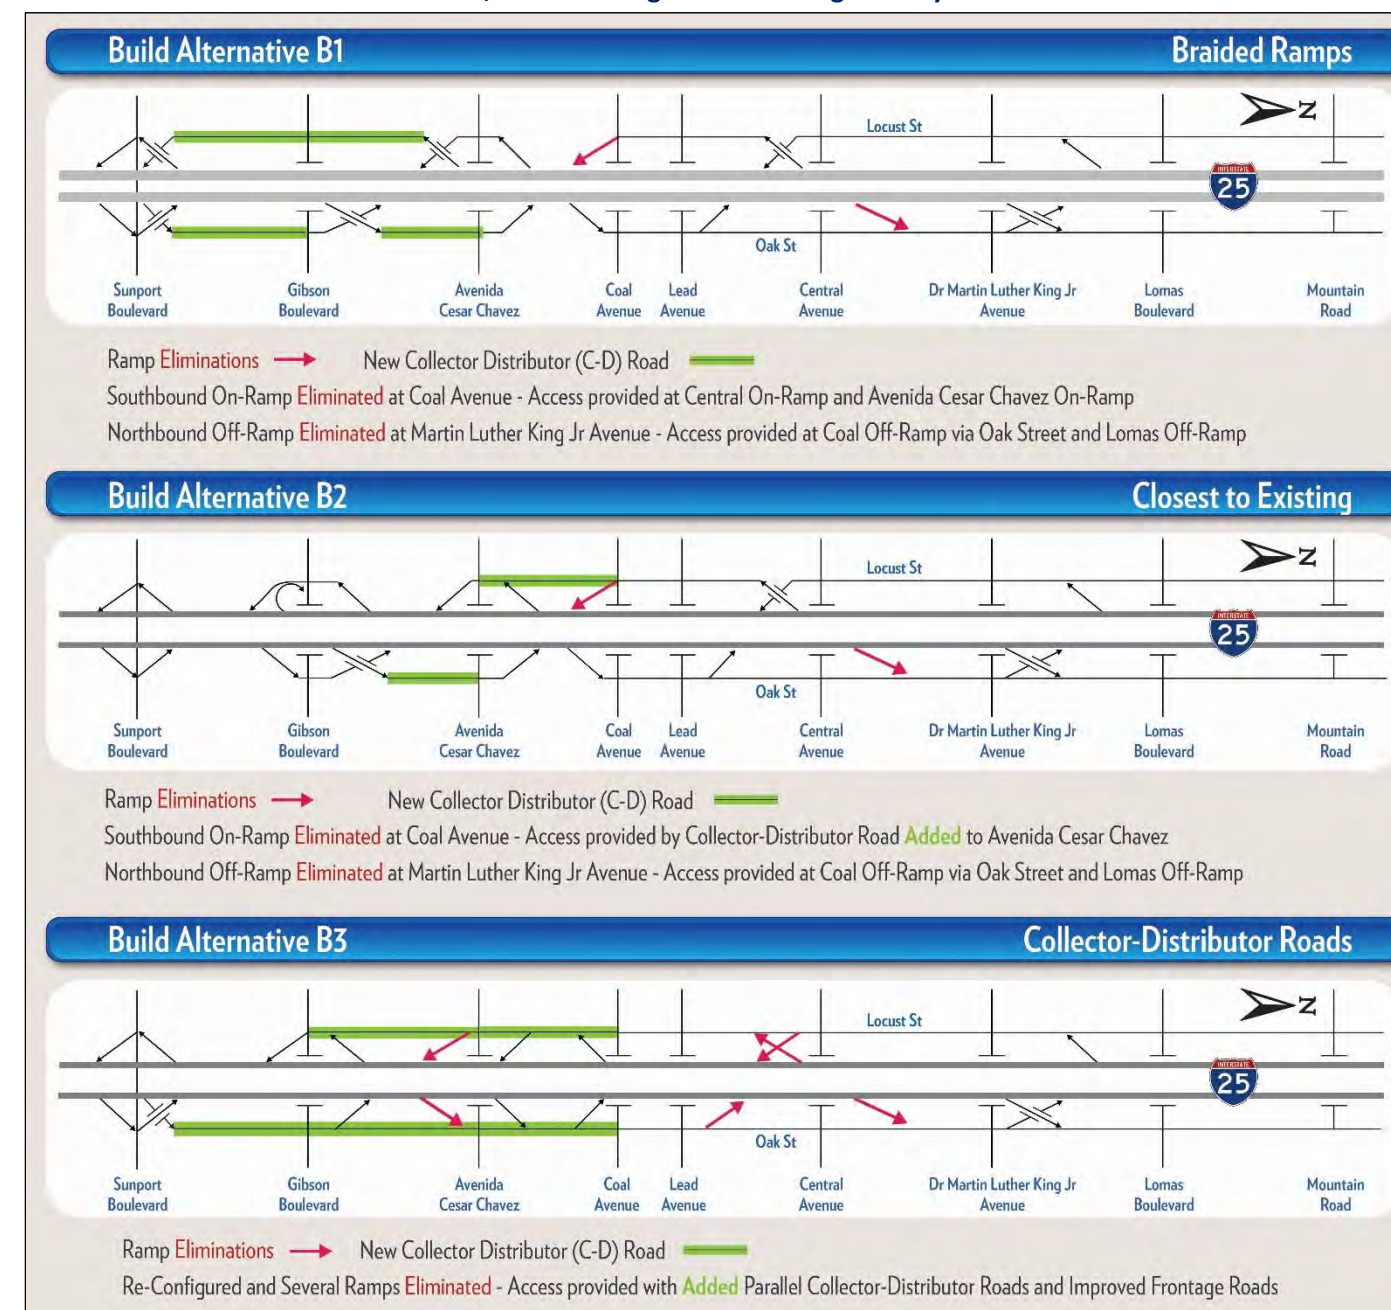 Build Alternative B1 Braided Ramps
N
Locust St
INTERSTATE
25
Oak St
Sunport Gibson Avenida Coal Lead Central Dr Martin Luther King Jr Lomas Mountain
Boulevard Boulevard Cesar Chavez Avenue Avenue Avenue Avenue Boulevard Road
Ramp Eliminations New Collector Distributor (C-D) Road
Southbound On-Ramp Eliminated at Coal Avenue - Access provided at Central On-Ramp and Avenida Cesar Chavez On-Ramp
Northbound Off-Ramp Eliminated at Martin Luther King Jr Avenue - Access provided at Coal Off-Ramp via Oak Street and Lomas Off-Ramp
Build Alternative B2 Closest to Existing
N
Locust St
INTERSTATE
25
Oak St
Sunport Gibson Avenida Coal Lead Central Dr Martin Luther King Jr Lomas Mountain
Boulevard Boulevard Cesar Chavez Avenue Avenue Avenue Avenue Boulevard Road
Ramp Eliminations New Collector Distributor (C-D) Road
Southbound On-Ramp Eliminated at Coal Avenue - Access provided by Collector-Distributor Road Added to Avenida Cesar Chavez
Northbound Off-Ramp Eliminated at Martin Luther King Jr Avenue - Access provided at Coal Off-Ramp via Oak Street and Lomas Off-Ramp
Build Alternative B3 Collector-Distributor Roads
N
Locust St
INTERSTATE
25
Oak St
Sunport Gibson Avenida Coal Lead Central Dr Martin Luther King Jr Lomas Mountain
Boulevard Boulevard Cesar Chavez Avenue Avenue Avenue Avenue Boulevard Road
Ramp Eliminations New Collector Distributor (C-D) Road
Re-Configured and Several Ramps Eliminated - Access provided with Added Parallel Collector-Distributor Roads and Improved Frontage Roads